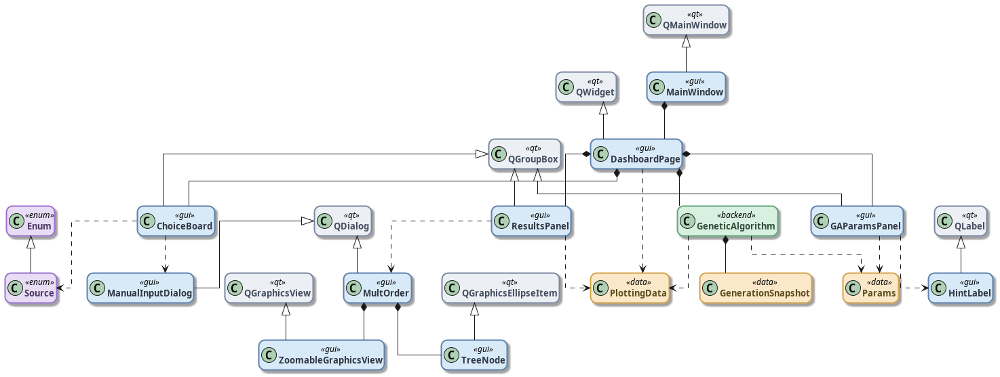 C «qt»
QMainWindow
C «qt»
QWidget
C «gui»
MainWindow
C «qt»
QGroupBox
C «gui»
DashboardPage
C «enum»
Enum
C «gui»
ChoiceBoard
C «qt»
QDialog
C «gui»
ResultsPanel
C «backend»
GeneticAlgorithm
C «gui»
GAParamsPanel
C «qt»
QLabel
C «enum»
Source
C «gui»
ManualInputDialog
C «qt»
QGraphicsView
C «gui»
MultOrder
C «qt»
QGraphicsEllipseItem
C «data»
PlottingData
C «data»
GenerationSnapshot
C «data»
Params
C «gui»
HintLabel
C «gui»
ZoomableGraphicsView
C «gui»
TreeNode